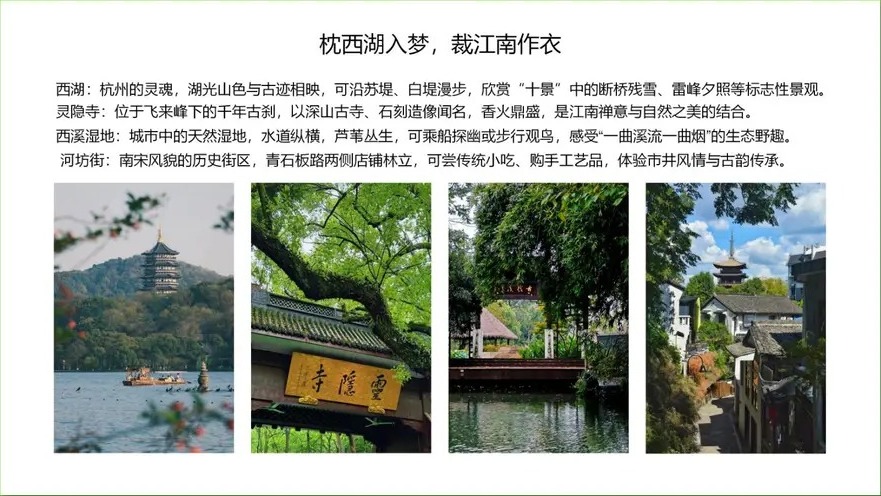 枕西湖入梦，裁江南作衣
西湖：杭州的灵魂，湖光山色与古迹相映，可沿苏堤、白堤漫步，欣赏“十景”中的断桥残雪、雷峰夕照等标志性景观。
灵隐寺：位于飞来峰下的千年古刹，以深山古寺、石刻造像闻名，香火鼎盛，是江南禅意与自然之美的结合。
西溪湿地：城市中的天然湿地，水道纵横，芦苇丛生，可乘船探幽或步行观鸟，感受“一曲溪流一曲烟”的生态野趣。
河坊街：南宋风貌的历史街区，青石板路两侧店铺林立，可尝传统小吃、购手工艺品，体验市井风情与古韵传承。
靈隱寺